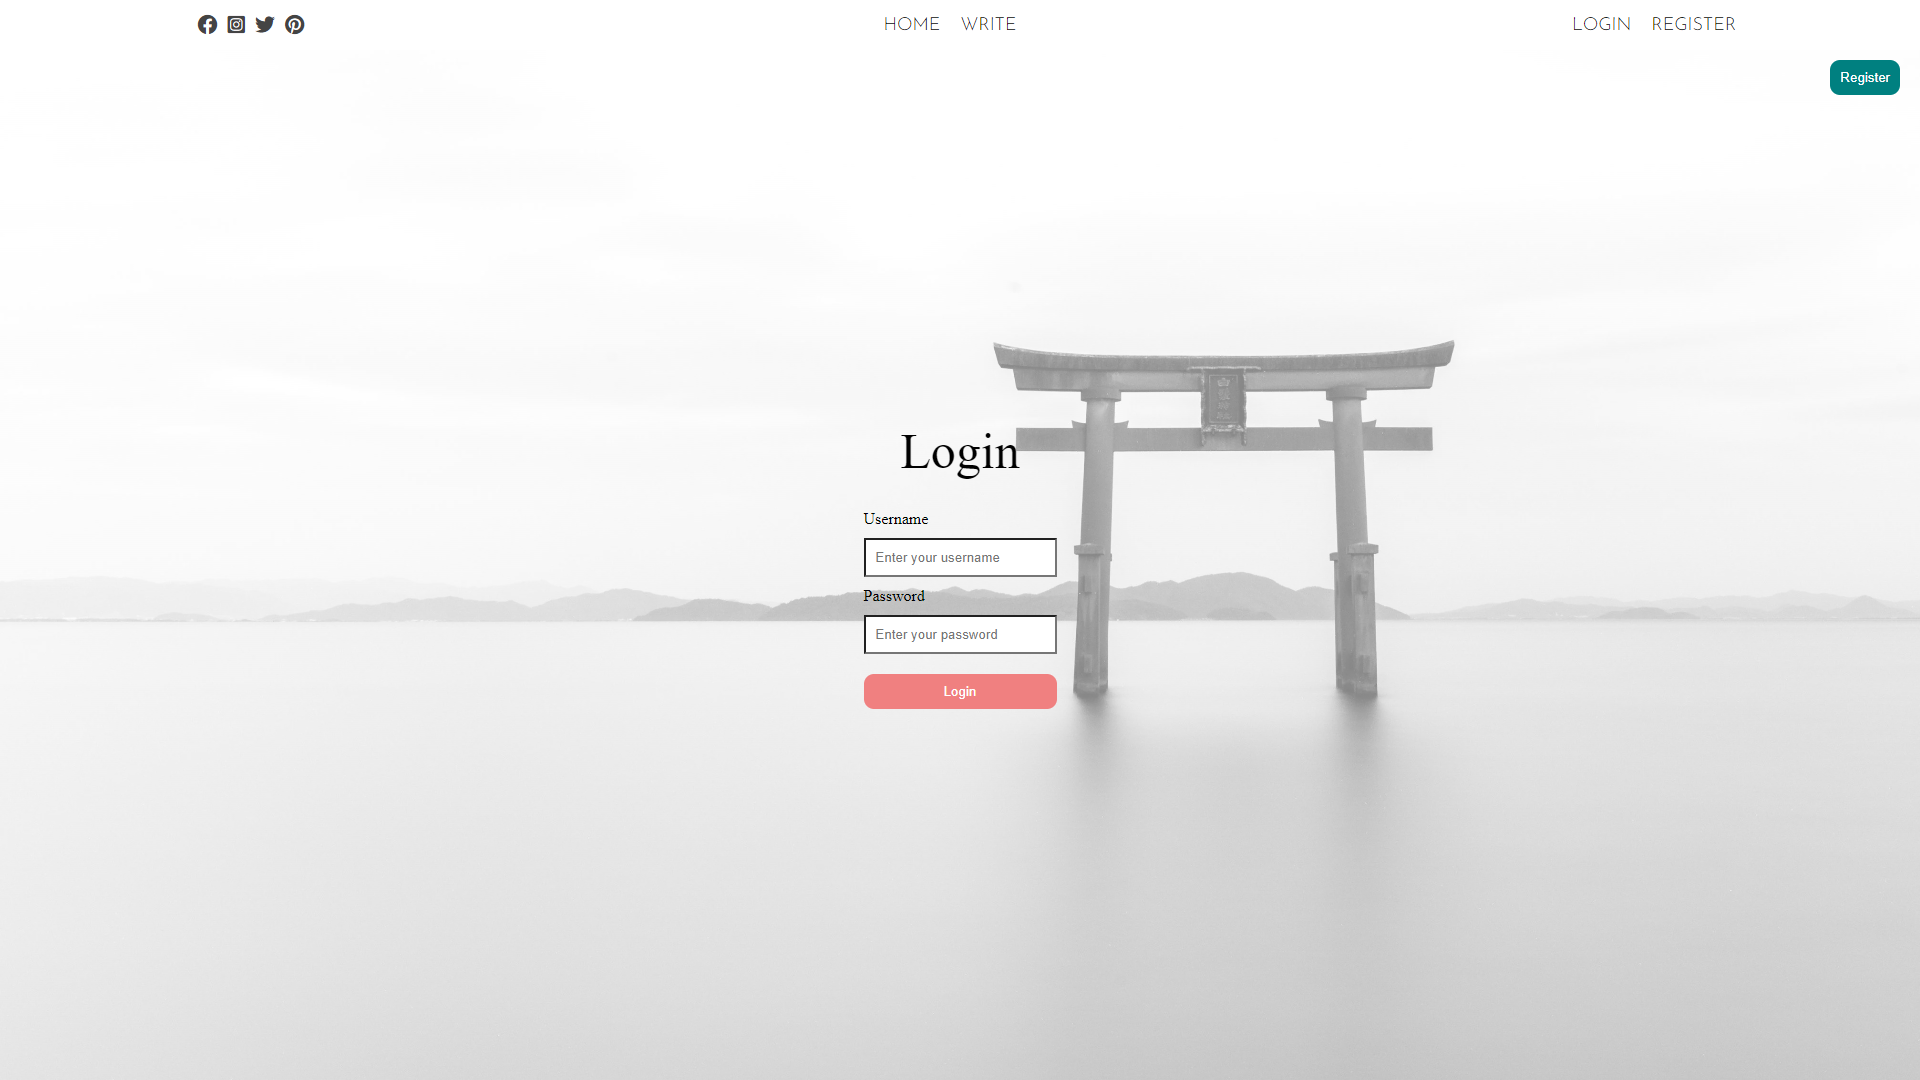 HOME WRITE
LOGIN REGISTER
Register
Login
Username
Enter your username
Password
Enter your password
Login